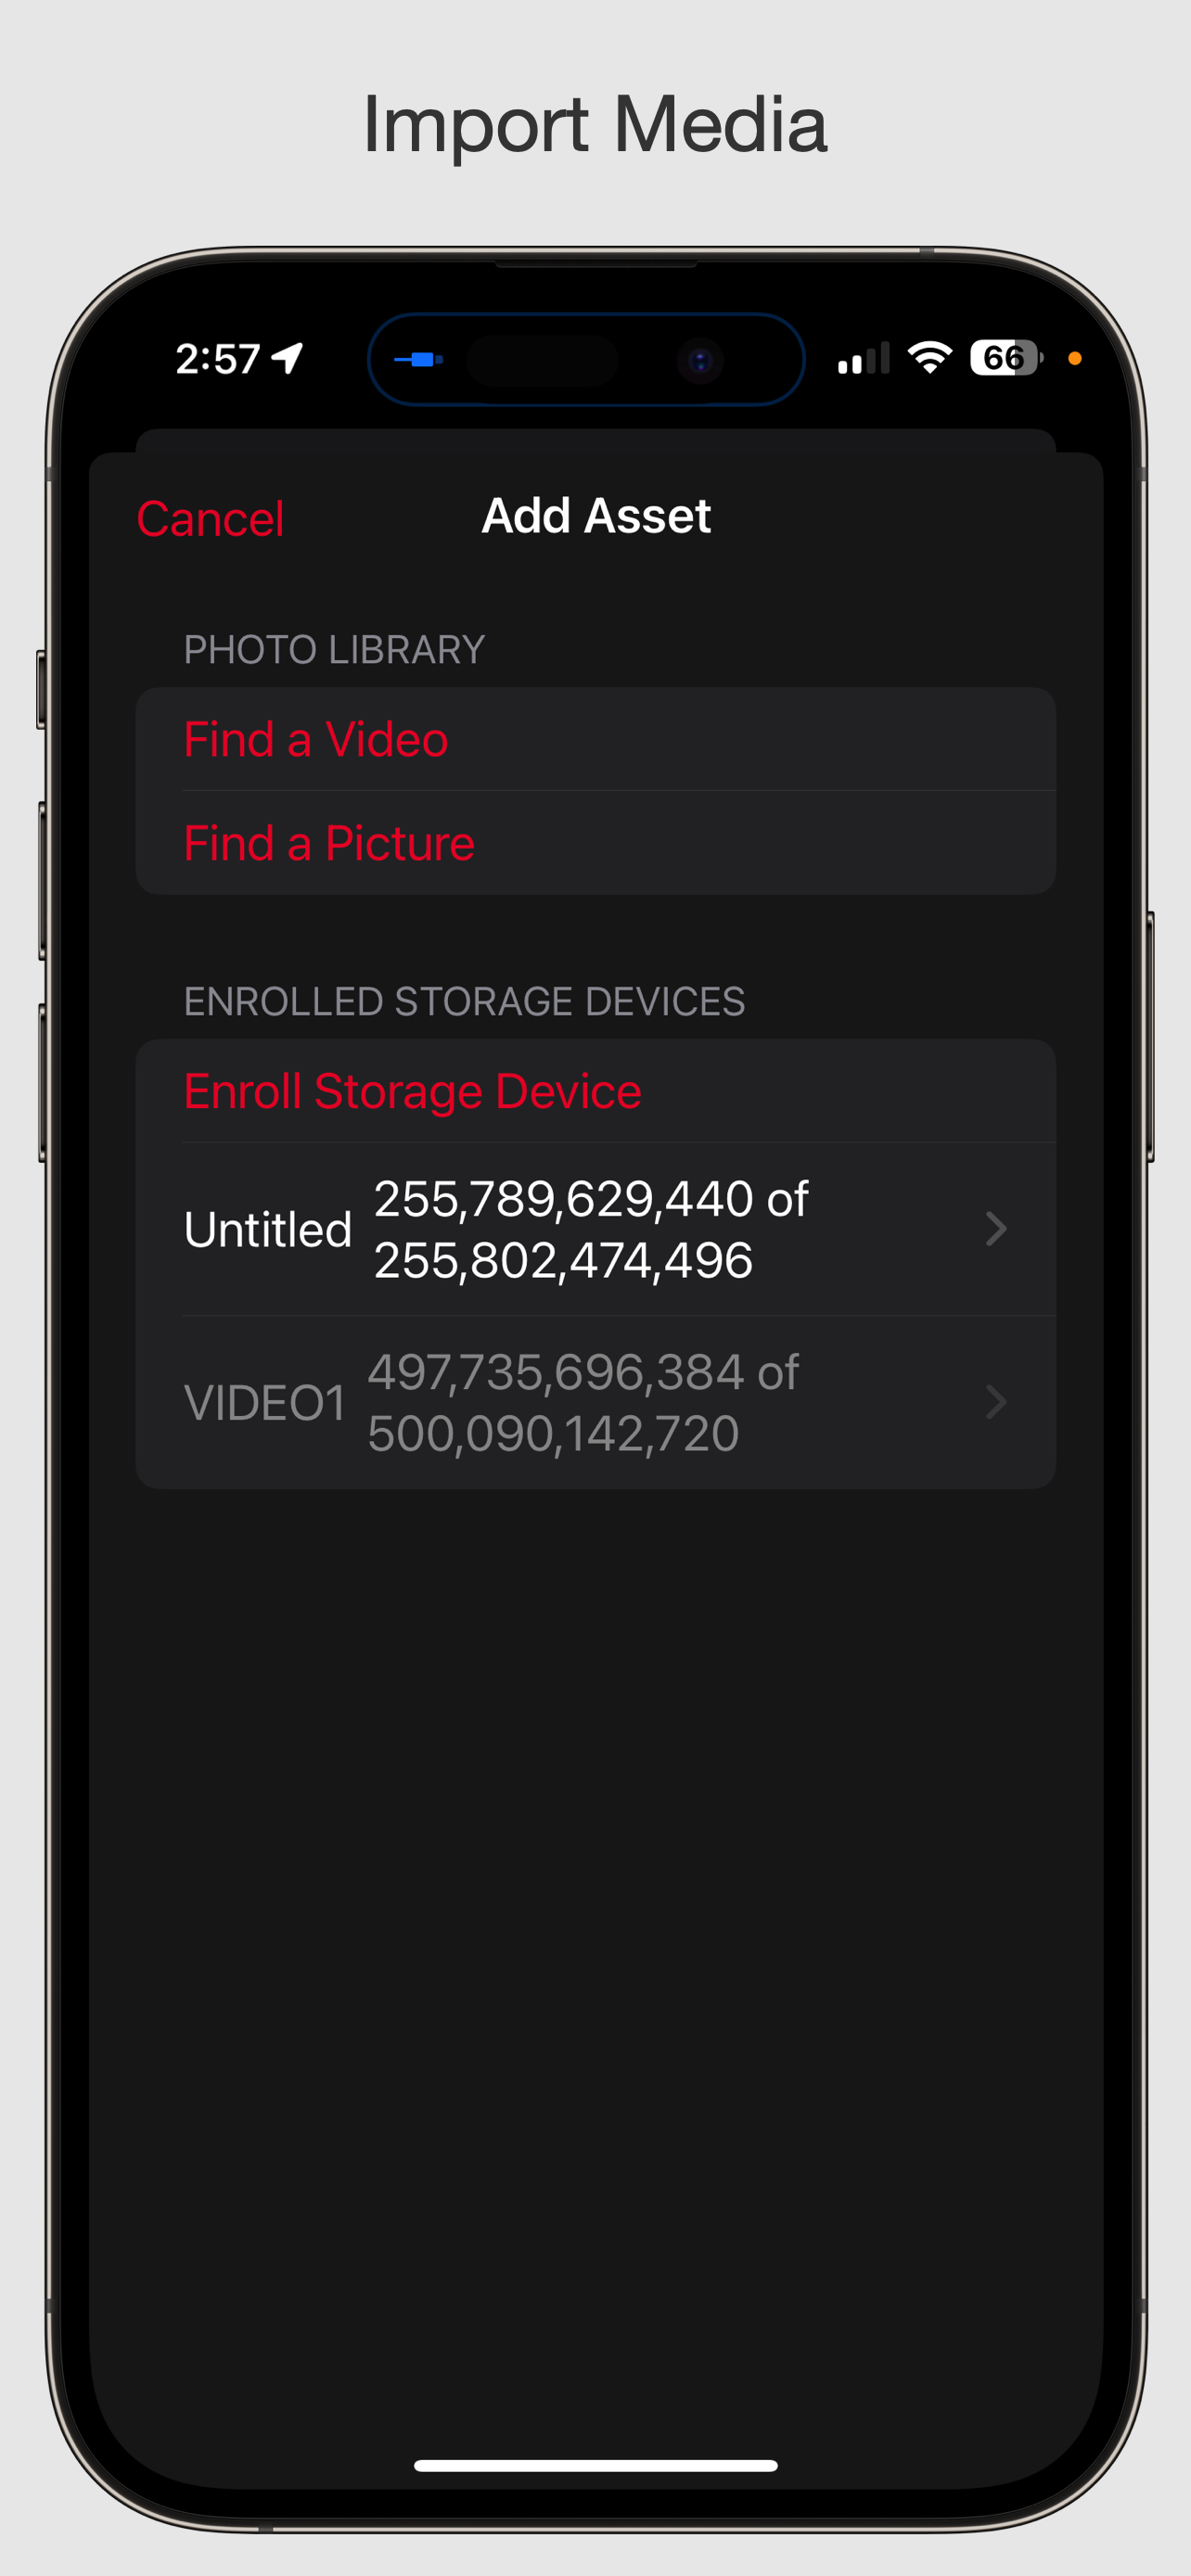 Import Media
2:57
66
Cancel
Add Asset
PHOTO LIBRARY
Find a Video
Find a Picture
ENROLLED STORAGE DEVICES
Enroll Storage Device
Untitled
255,789,629,440 of
255,802,474,496
VIDEO1
497,735,696,384 of
500,090,142,720